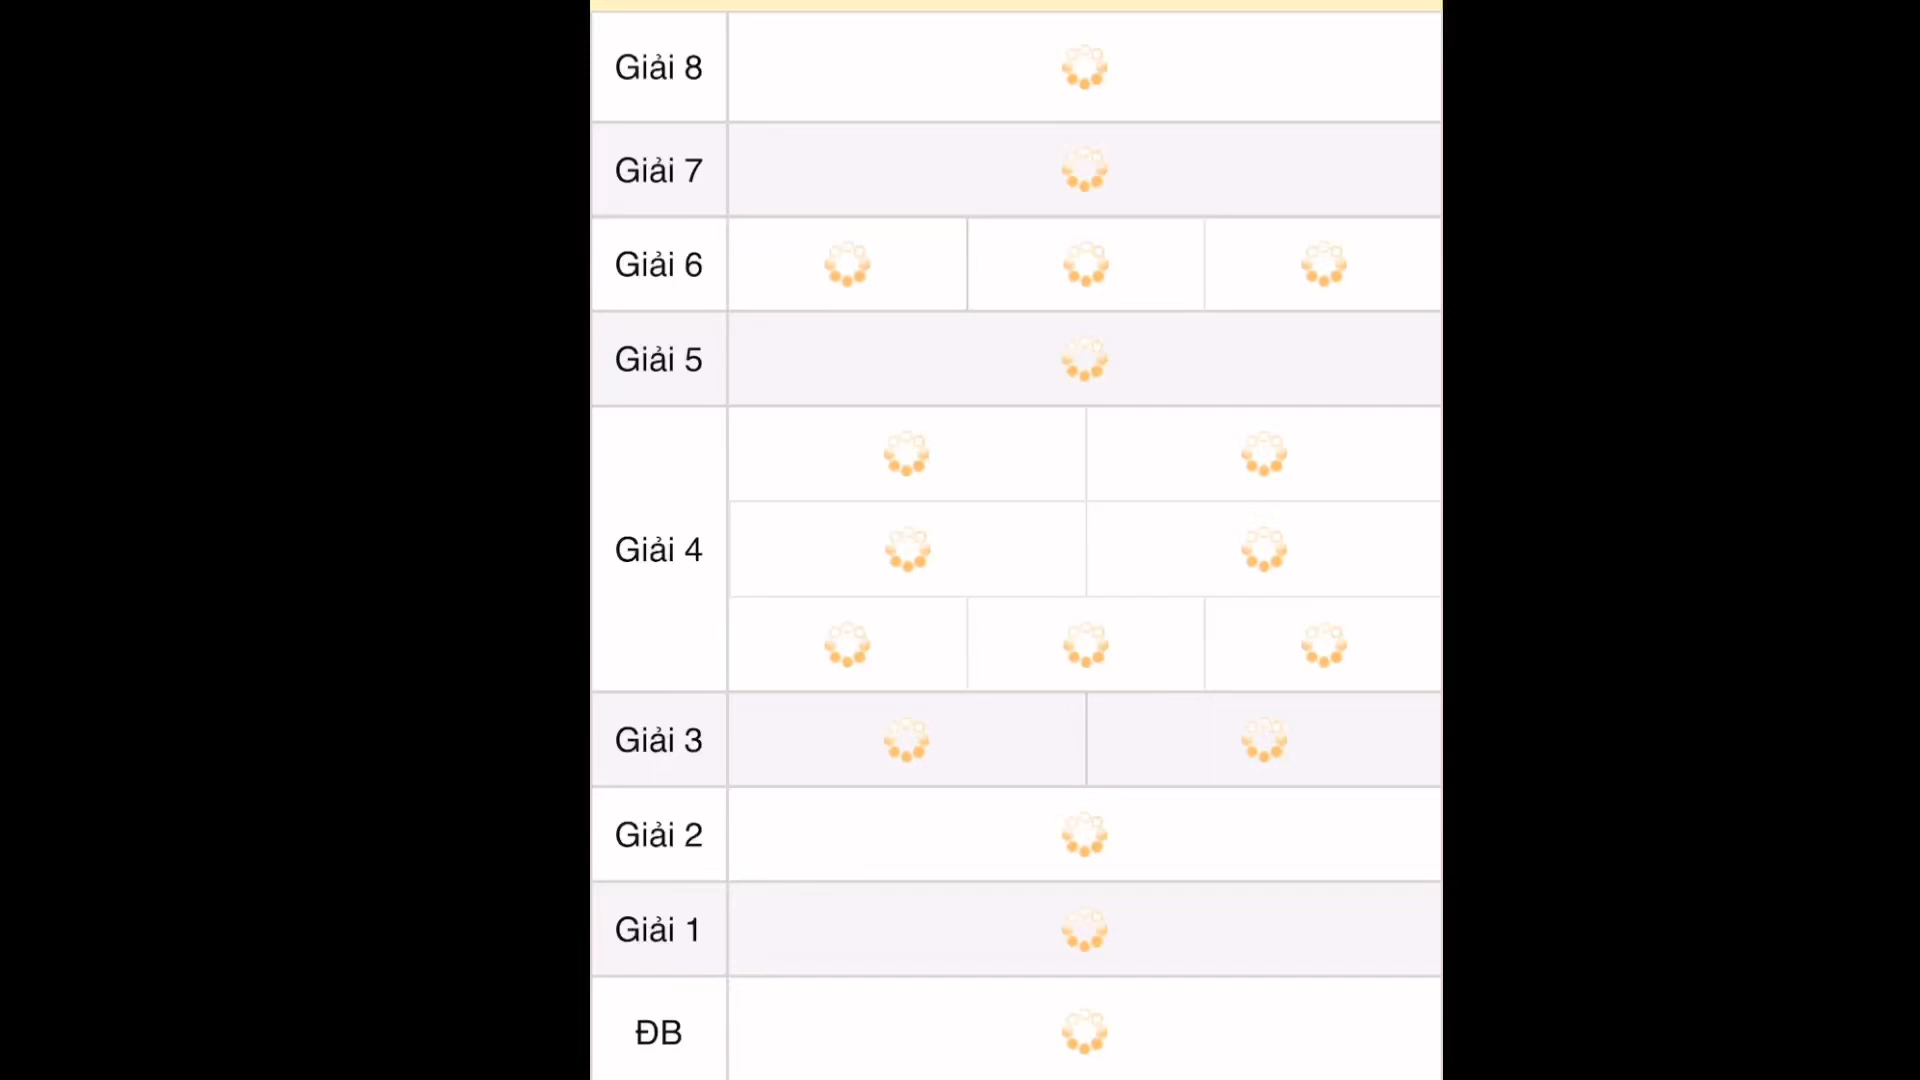 Giải 8
Giải 7
Giải 6
Giải 5
Giải 4
Giải 3
Giải 2
Giải 1
ĐB